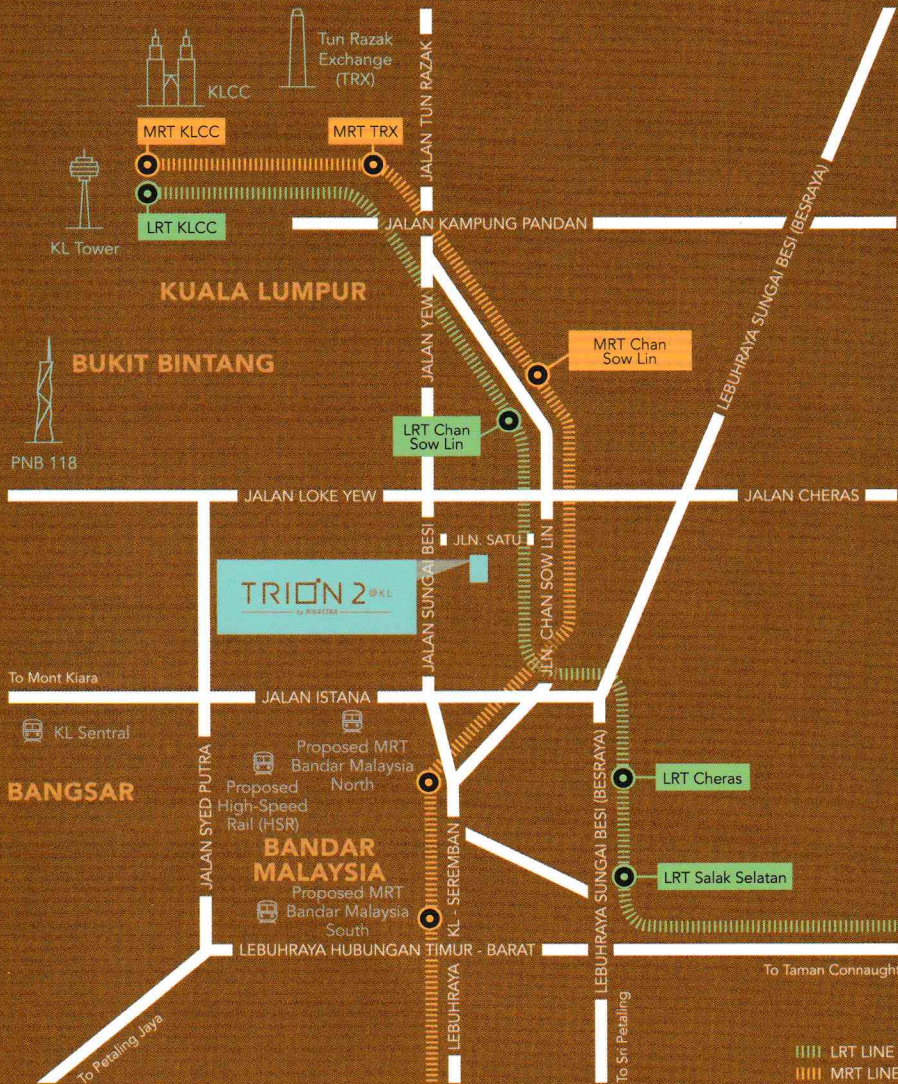 KLCC
Tun Razak
Exchange
(TRX)
JALAN TUN RAZAK
MRT KLCC
MRT TRX
KL Tower
LRT KLCC
JALAN KAMPUNG PANDAN
LEBUHRAYA SUNGAI BESI (BESRAYA)
KUALA LUMPUR
JALAN YEW
BUKIT BINTANG
MRT Chan
Sow Lin
LRT Chan
Sow Lin
PNB 118
JALAN LOKE YEW
JALAN CHERAS
JALAN SUNGAI BESI
JLN. SATU
JLN. CHAN SOW LIN
TRION 2 @KL
by BINASTRA
To Mont Kiara
JALAN ISTANA
KL Sentral
Proposed MRT
Bandar Malaysia
North
Proposed
High-Speed
Rail (HSR)
LRT Cheras
BANGSAR
JALAN SYED PUTRA
BANDAR
MALAYSIA
LEBUHRAYA SUNGAI BESI (BESRAYA)
LRT Salak Selatan
Proposed MRT
Bandar Malaysia
South
LEBUHRAYA KL - SEREMBAN
LEBUHRAYA HUBUNGAN TIMUR - BARAT
To Taman Connaught
To Petaling Jaya
To Sri Petaling
LRT LINE
MRT LINE